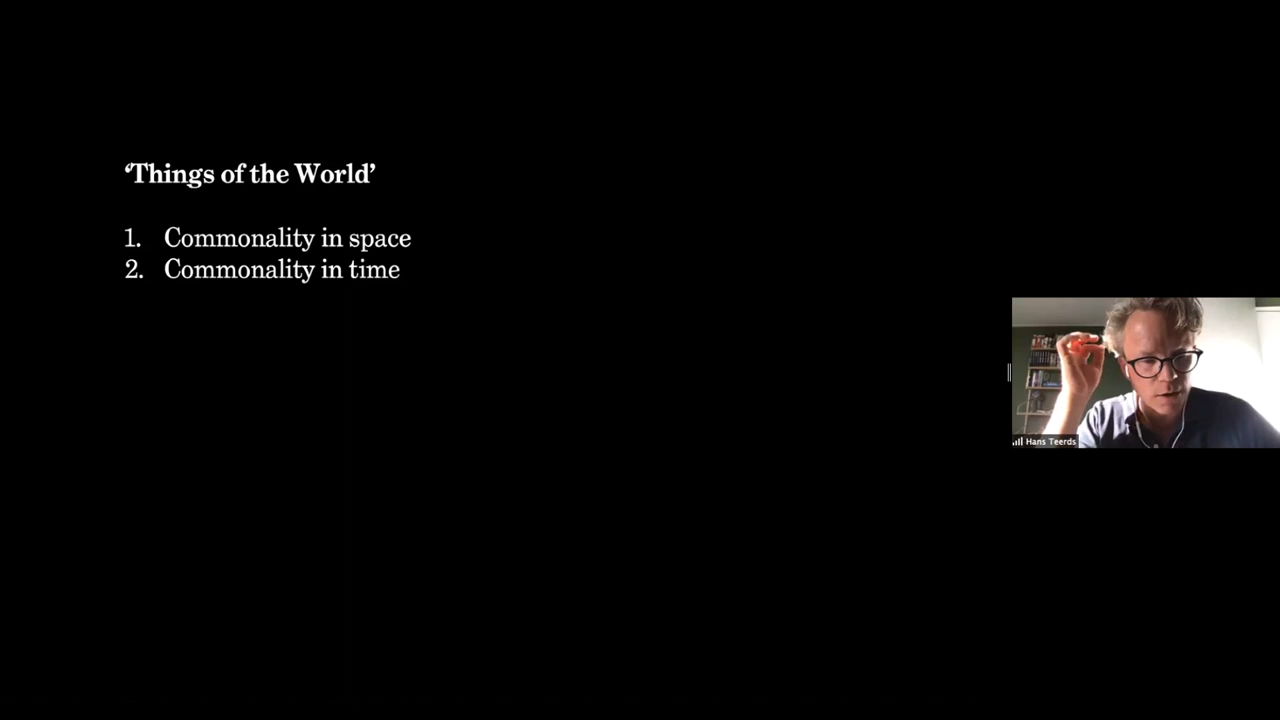 ‘Things of the World’
1. Commonality in space
2. Commonality in time
Hans Teerds